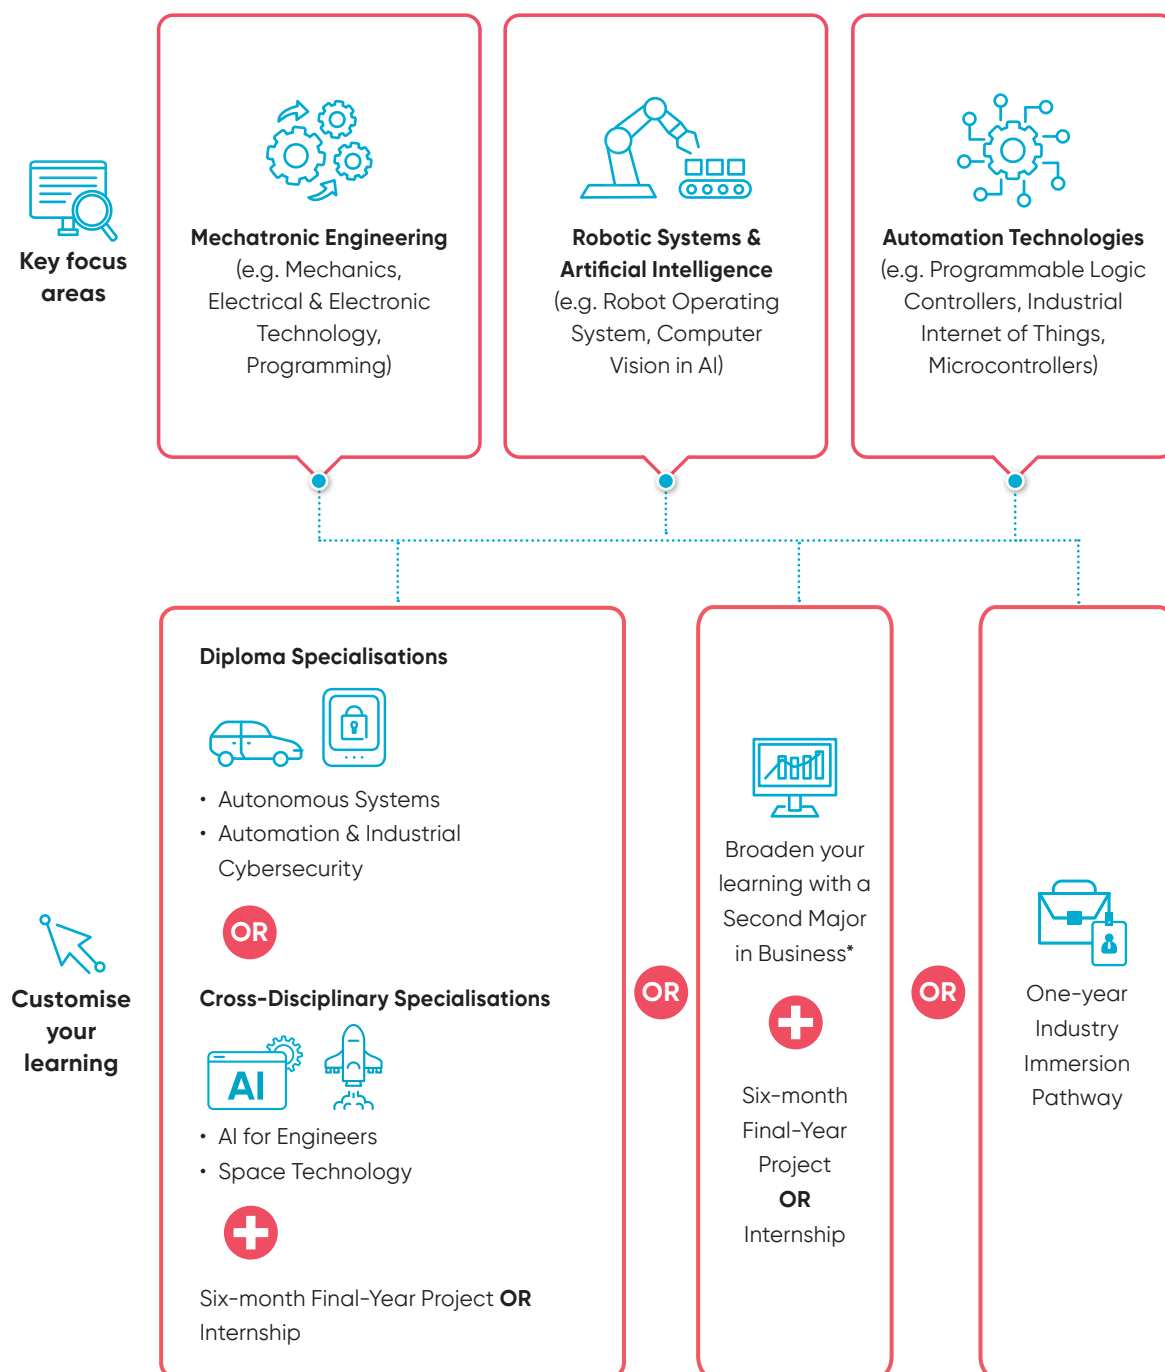 Key focus
areas
Mechatronic Engineering
(e.g. Mechanics,
Electrical & Electronic
Technology,
Programming)
Robotic Systems &
Artificial Intelligence
(e.g. Robot Operating
System, Computer
Vision in AI)
Automation Technologies
(e.g. Programmable Logic
Controllers, Industrial
Internet of Things,
Microcontrollers)
Customise
your
learning
Diploma Specialisations
• Autonomous Systems
• Automation & Industrial
Cybersecurity
OR
Cross-Disciplinary Specialisations
AI
• AI for Engineers
• Space Technology
Six-month Final-Year Project OR
Internship
OR
Broaden your
learning with a
Second Major
in Business*
Six-month
Final-Year
Project
OR
Internship
OR
One-year
Industry
Immersion
Pathway